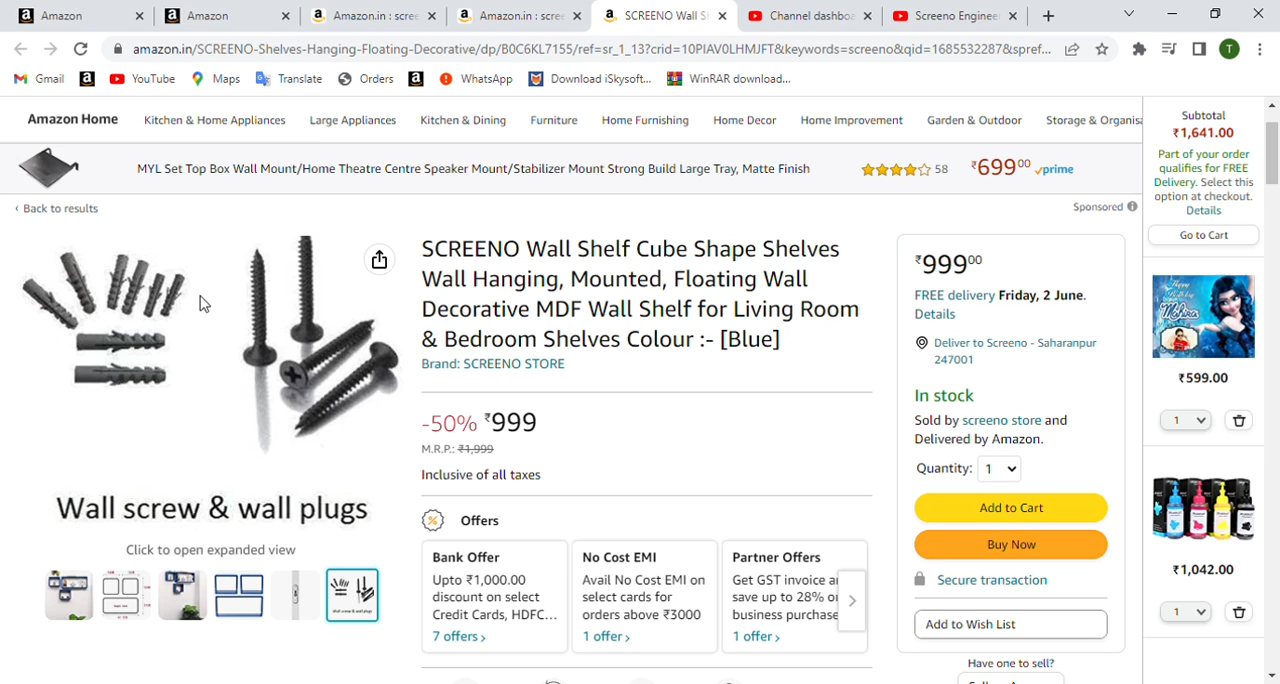 Amazon
Amazon
Amazon.in : scree
Amazon.in : scree
SCREENO Wall S
Channel dashboa
Screeno Enginee
amazon.in/SCREENO-Shelves-Hanging-Floating-Decorative/dp/B0C6KL7155/ref=sr_1_13?crid=10PIAV0LHMJFT&keywords=screeno&qid=1685532287&spref...
T
Gmail
YouTube
Maps
Translate
Orders
WhatsApp
Download iSkysoft...
WinRAR download...
Amazon Home
Kitchen & Home Appliances
Large Appliances
Kitchen & Dining
Furniture
Home Furnishing
Home Decor
Home Improvement
Garden & Outdoor
Storage & Organisa
MYL Set Top Box Wall Mount/Home Theatre Centre Speaker Mount/Stabilizer Mount Strong Build Large Tray, Matte Finish
58
₹69900
prime
‹ Back to results
Sponsored
SCREENO Wall Shelf Cube Shape Shelves
Wall Hanging, Mounted, Floating Wall
Decorative MDF Wall Shelf for Living Room
& Bedroom Shelves Colour :- [Blue]
Brand: SCREENO STORE
-50% ₹999
M.R.P.: ₹1,999
Inclusive of all taxes
Offers
Bank Offer
Upto ₹1,000.00
discount on select
Credit Cards, HDFC...
7 offers ›
No Cost EMI
Avail No Cost EMI on
select cards for
orders above ₹3000
1 offer ›
Partner Offers
Get GST invoice a
save up to 28% o
business purchase
1 offer ›
Wall screw & wall plugs
Click to open expanded view
Wall screw & wall plugs
₹99900
FREE delivery Friday, 2 June.
Details
Deliver to Screeno - Saharanpur
247001
In stock
Sold by screeno store and
Delivered by Amazon.
Quantity: 1
Add to Cart
Buy Now
Secure transaction
Add to Wish List
Have one to sell?
Subtotal
₹1,641.00
Part of your order
qualifies for FREE
Delivery. Select this
option at checkout.
Details
Go to Cart
Happy
Birthday
₹599.00
1
₹1,042.00
1